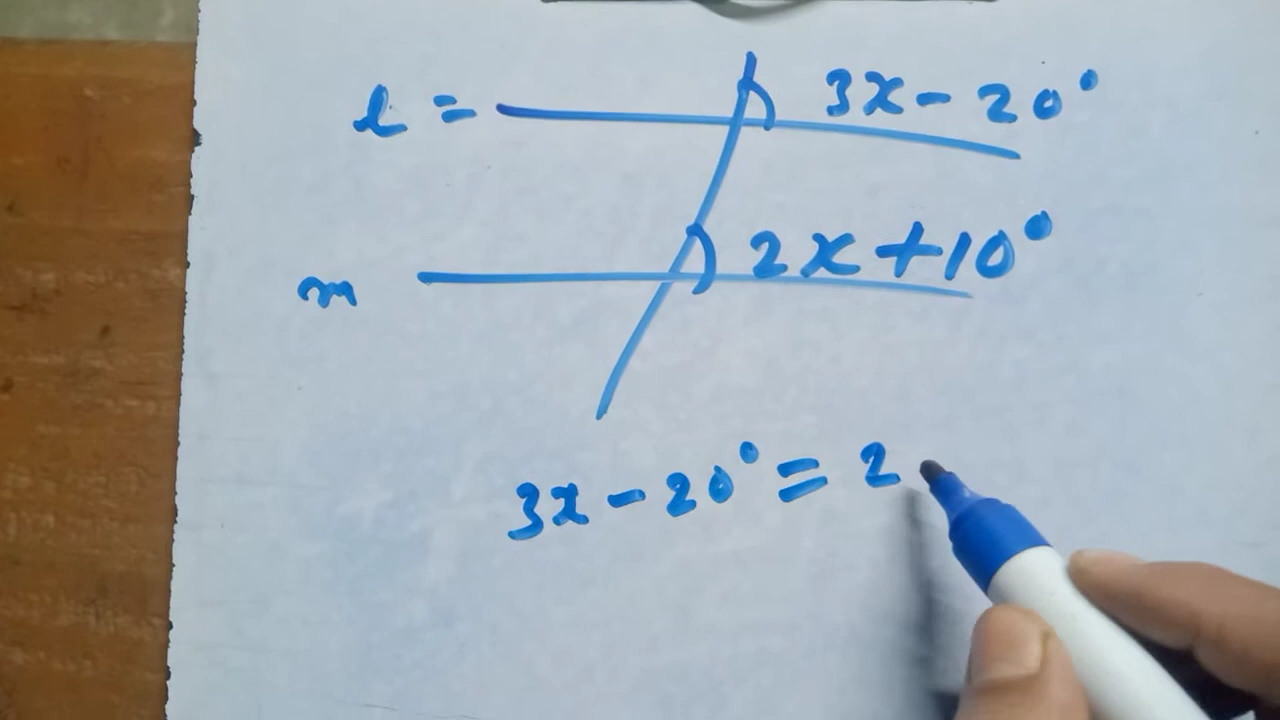 l = 3x - 20°
m 2x + 10°
3x - 20° = 2